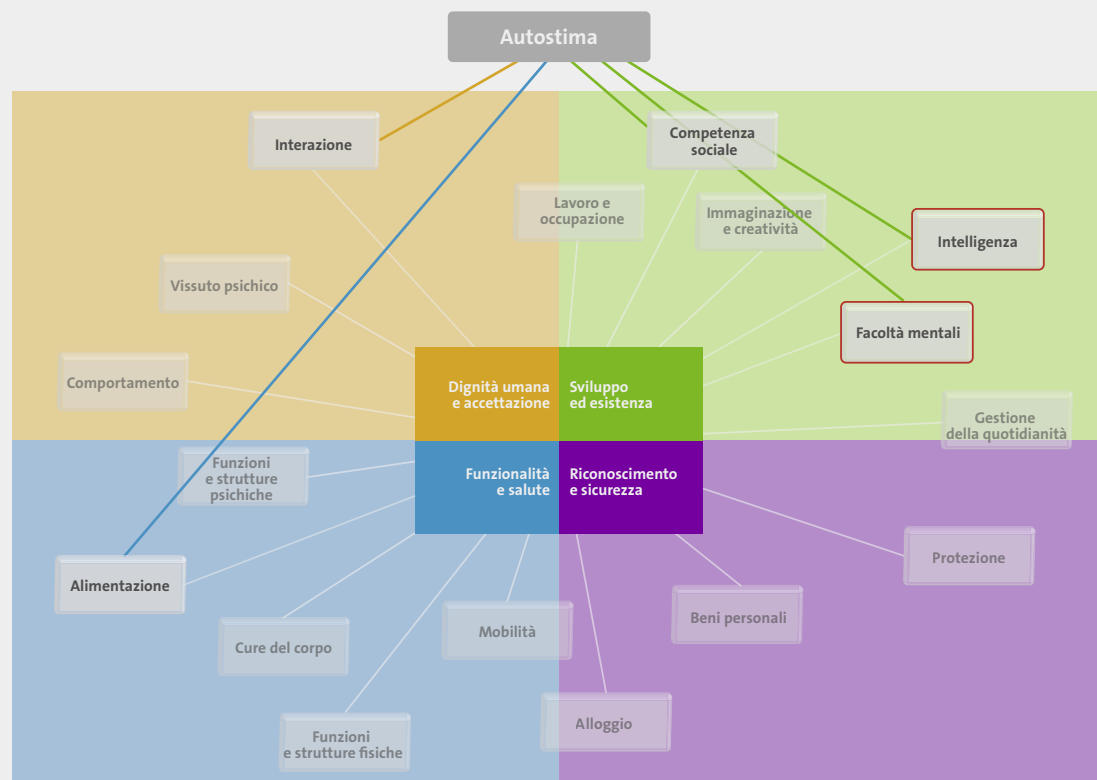 Autostima
Interazione
Competenza
sociale
Lavoro e
occupazione
Immaginazione
e creatività
Intelligenza
Vissuto psichico
Facoltà mentali
Comportamento
Dignità umana
e accettazione
Sviluppo
ed esistenza
Gestione
della quotidianità
Funzioni
e strutture
psichiche
Funzionalità
e salute
Riconoscimento
e sicurezza
Alimentazione
Protezione
Cure del corpo
Mobilità
Beni personali
Funzioni
e strutture fisiche
Alloggio